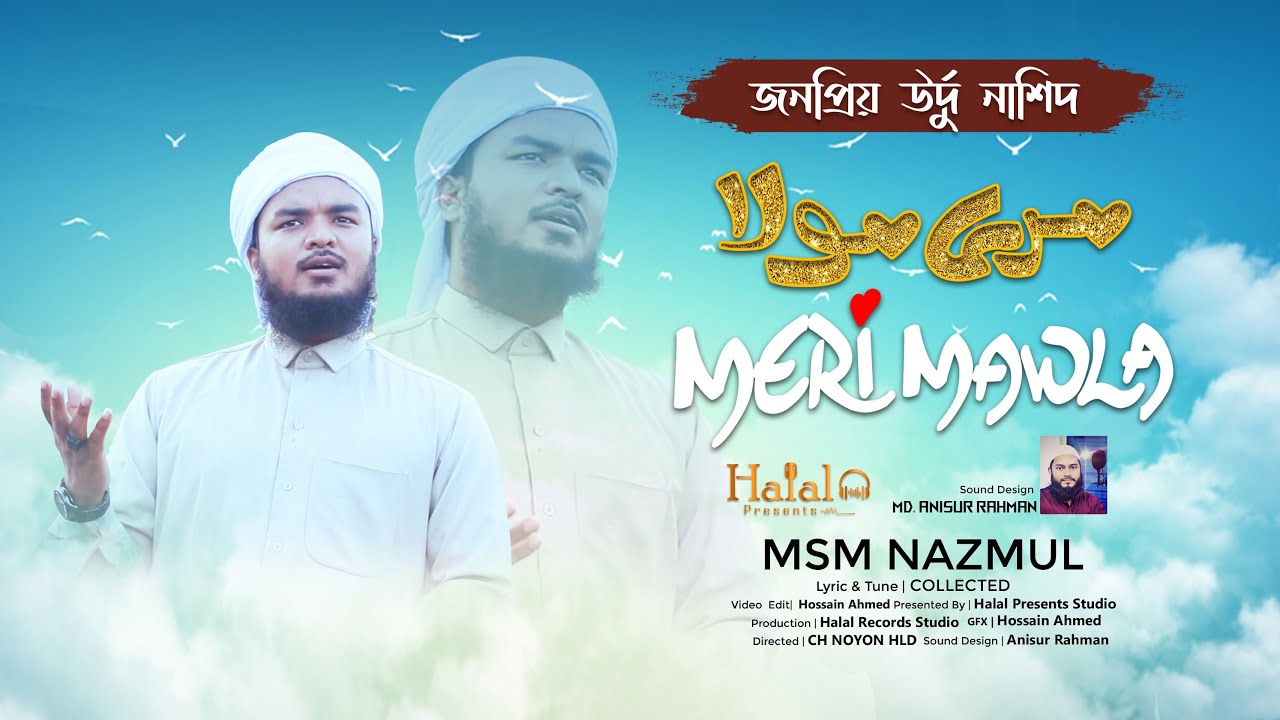 জনপ্রিয় উর্দু নাশিদ
میری مولا
MERI MAWLA
Halal
Presents
Sound Design
MD. ANISUR RAHMAN
MSM NAZMUL
Lyric & Tune | COLLECTED
Video Edit| Hossain Ahmed Presented By | Halal Presents Studio
Production | Halal Records Studio GFX | Hossain Ahmed
Directed | CH NOYON HLD Sound Design | Anisur Rahman